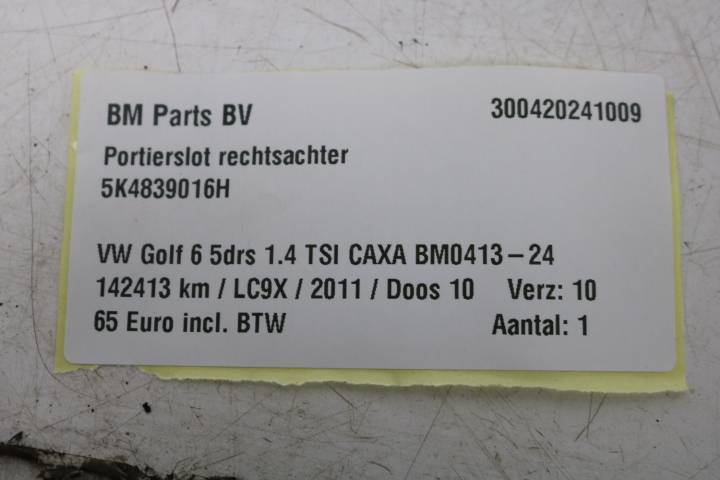 BM Parts BV 300420241009
Portierslot rechtsachter
5K4839016H
VW Golf 6 5drs 1.4 TSI CAXA BM0413-24
142413 km / LC9X / 2011 / Doos 10 Verz: 10
65 Euro incl. BTW Aantal: 1